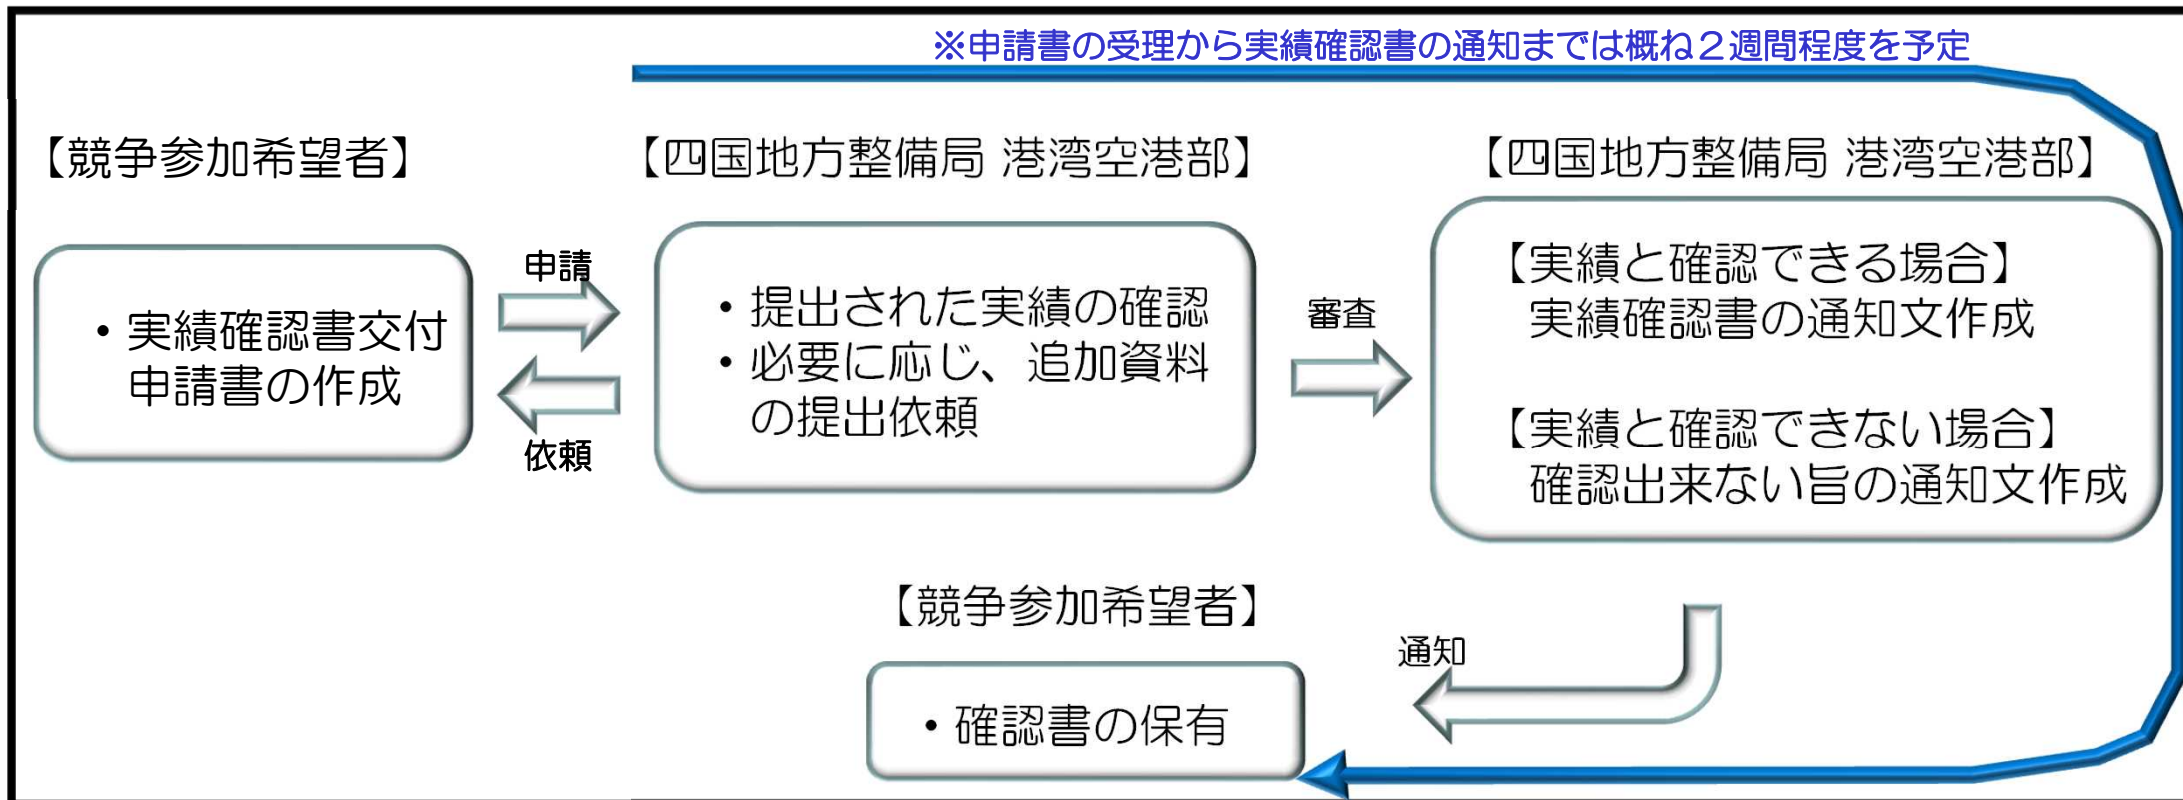 ※申請書の受理から実績確認書の通知までは概ね２週間程度を予定
【競争参加希望者】
・実績確認書交付
申請書の作成
申請
依頼
【四国地方整備局 港湾空港部】
・提出された実績の確認
・必要に応じ、追加資料
の提出依頼
審査
【四国地方整備局 港湾空港部】
【実績と確認できる場合】
実績確認書の通知文作成
【実績と確認できない場合】
確認出来ない旨の通知文作成
通知
【競争参加希望者】
・確認書の保有